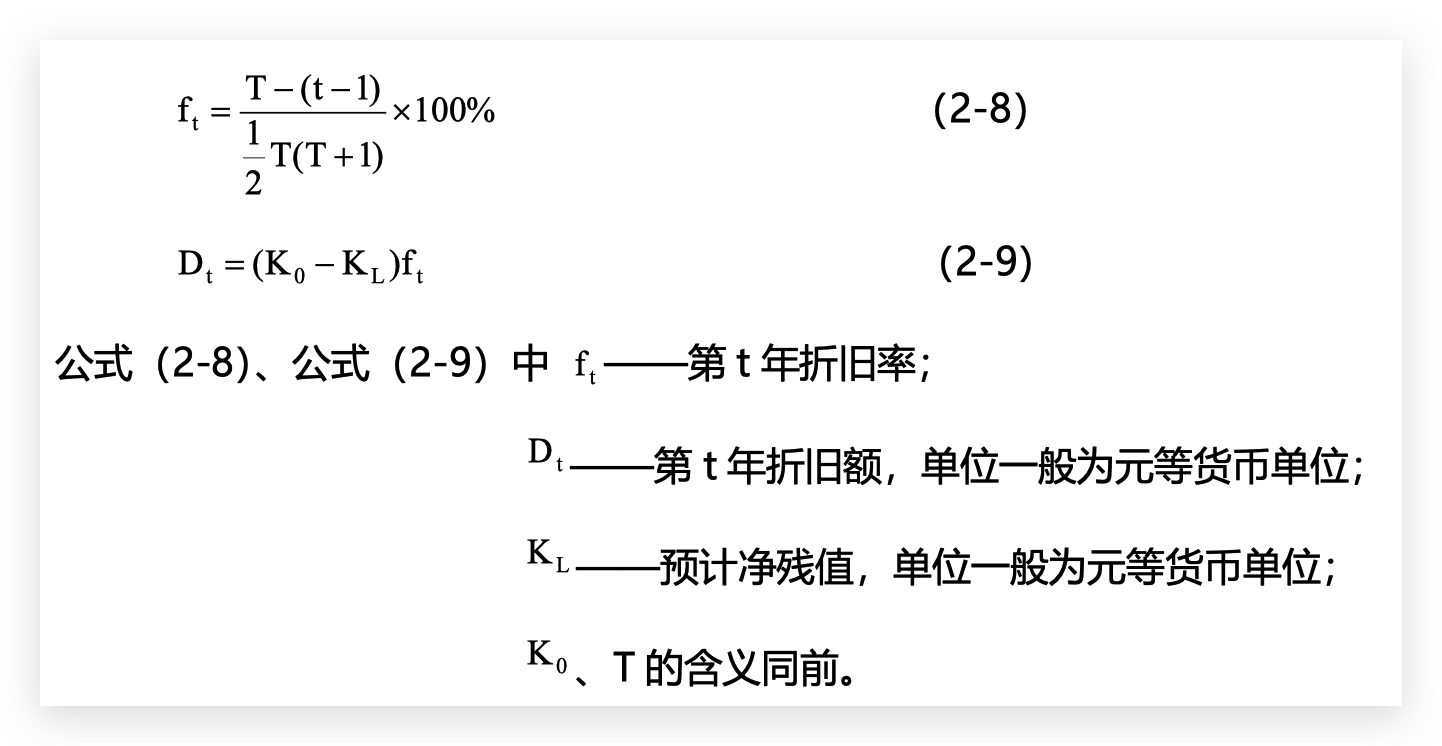 f_t = \frac{T-(t-1)}{\frac{1}{2}T(T+1)} ×100% （2-8）
D_t = (K_0 − K_L)f_t （2-9）
公式（2-8）、公式（2-9）中 f_t ——第 t 年折旧率；
D_t ——第 t 年折旧额，单位一般为元等货币单位；
K_L ——预计净残值，单位一般为元等货币单位；
K_0 、T 的含义同前。